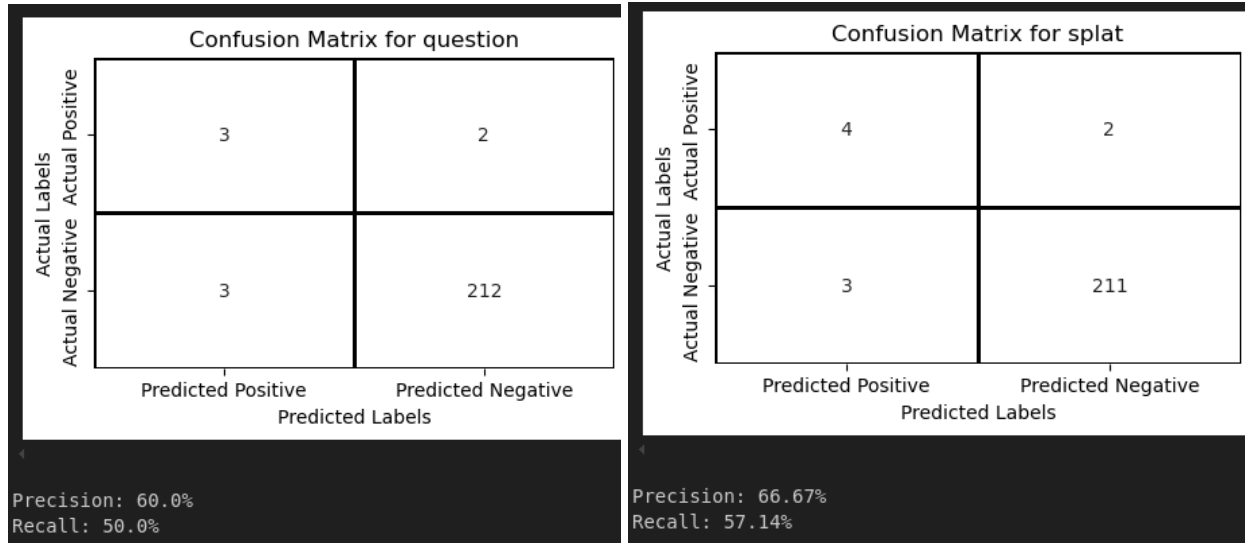 Confusion Matrix for question
Actual Labels
Actual Positive
3
2
Actual Negative
3
212
Predicted Positive
Predicted Negative
Predicted Labels
Precision: 60.0%
Recall: 50.0%
Confusion Matrix for splat
Actual Labels
Actual Positive
4
2
Actual Negative
3
211
Predicted Positive
Predicted Negative
Predicted Labels
Precision: 66.67%
Recall: 57.14%